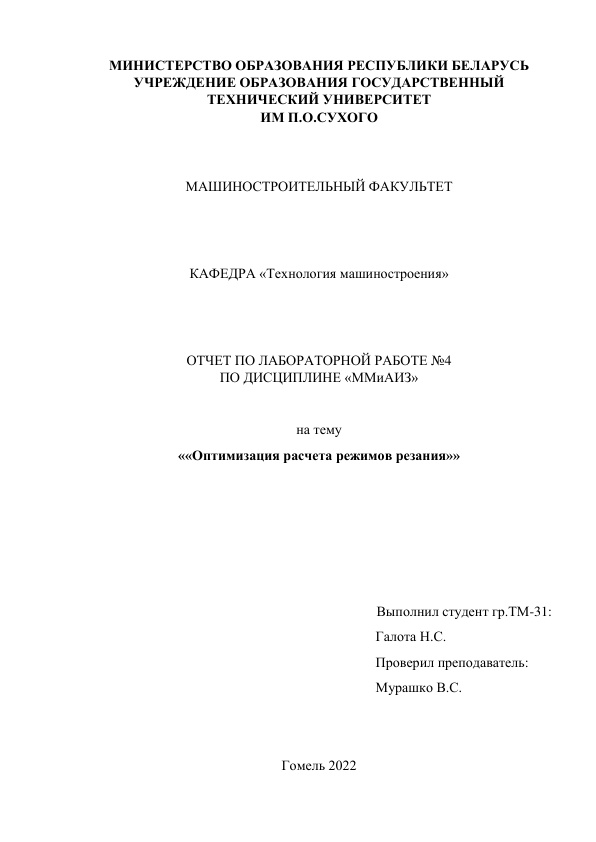 МИНИСТЕРСТВО ОБРАЗОВАНИЯ РЕСПУБЛИКИ БЕЛАРУСЬ
УЧРЕЖДЕНИЕ ОБРАЗОВАНИЯ ГОСУДАРСТВЕННЫЙ
ТЕХНИЧЕСКИЙ УНИВЕРСИТЕТ
ИМ П.О.СУХОГО
МАШИНОСТРОИТЕЛЬНЫЙ ФАКУЛЬТЕТ
КАФЕДРА «Технология машиностроения»
ОТЧЕТ ПО ЛАБОРАТОРНОЙ РАБОТЕ №4
ПО ДИСЦИПЛИНЕ «ММиАИЗ»
на тему
««Оптимизация расчета режимов резания»»
Выполнил студент гр.ТМ-31:
Галота Н.С.
Проверил преподаватель:
Мурашко В.С.
Гомель 2022